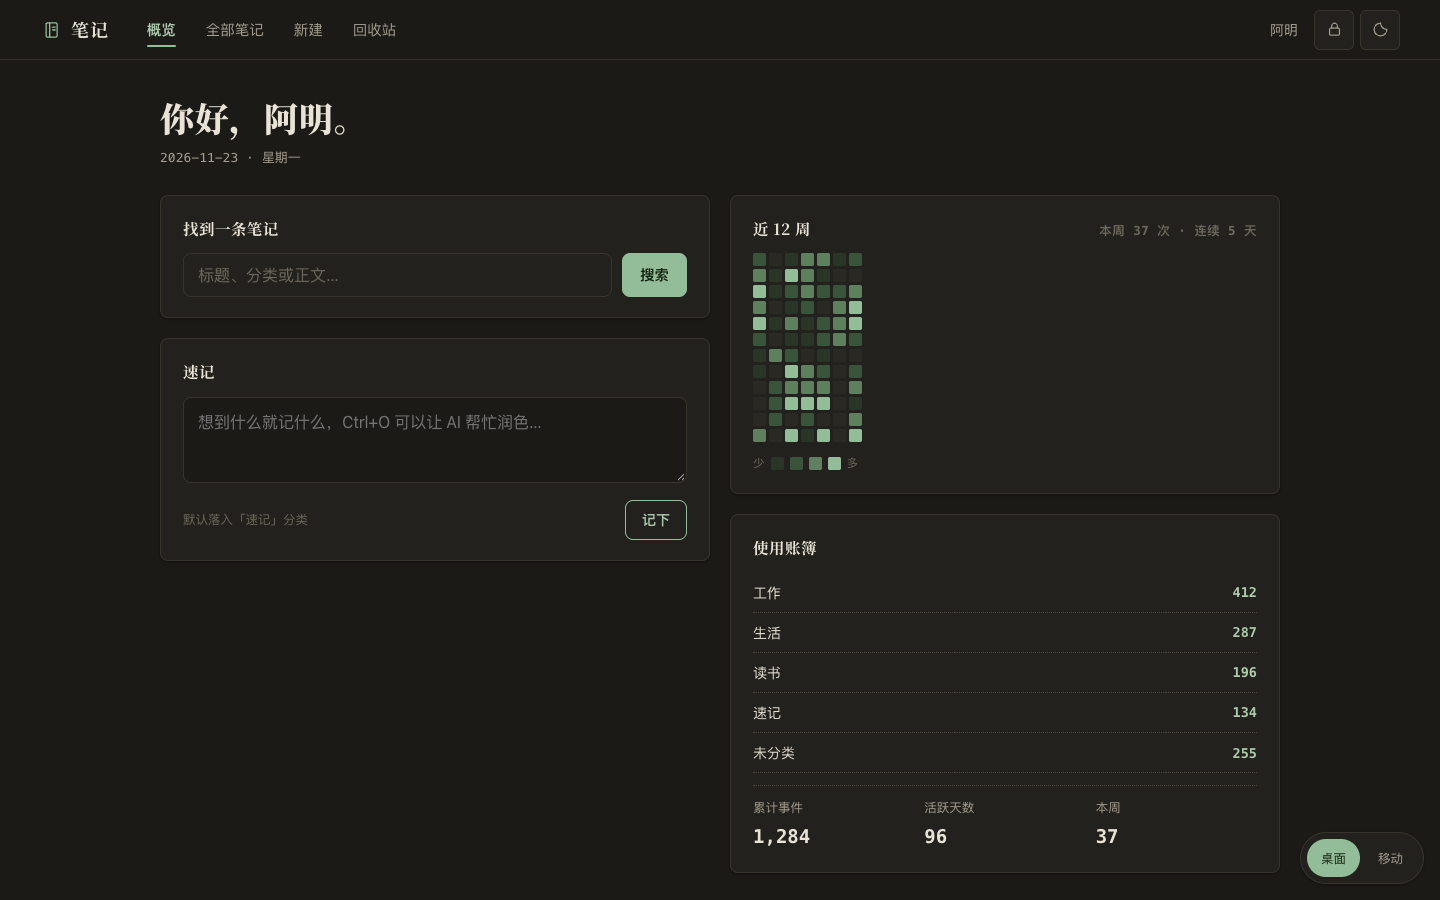 笔记 概览 全部笔记 新建 回收站 阿明
你好，阿明。
2026-11-23 · 星期一
找到一条笔记
标题、分类或正文... 搜索
速记
想到什么就记什么，Ctrl+O 可以让 AI 帮忙润色...
默认落入「速记」分类 记下
近 12 周 本周 37 次 · 连续 5 天
少 多
使用账簿
工作 412
生活 287
读书 196
速记 134
未分类 255
累计事件 活跃天数 本周
1,284 96 37
桌面 移动